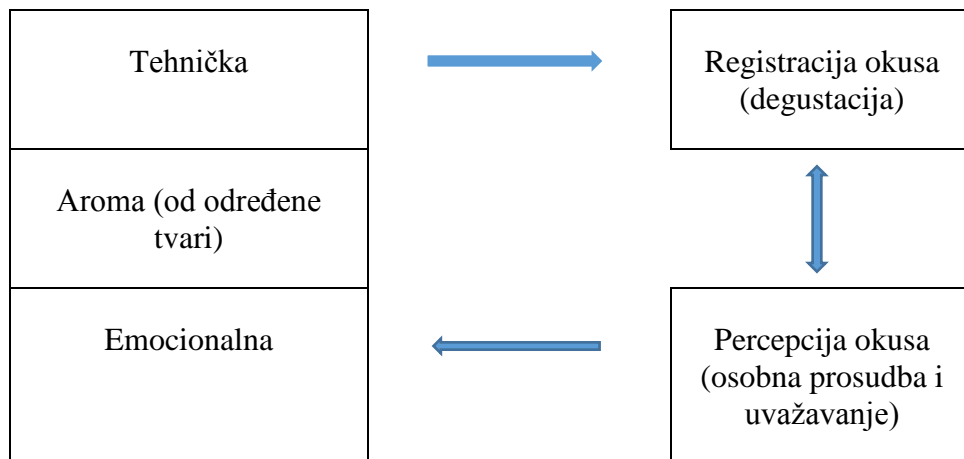 Tehnička
Registracija okusa
(degustacija)
Aroma (od određene
tvari)
Emocionalna
Percepcija okusa
(osobna prosudba i
uvažavanje)